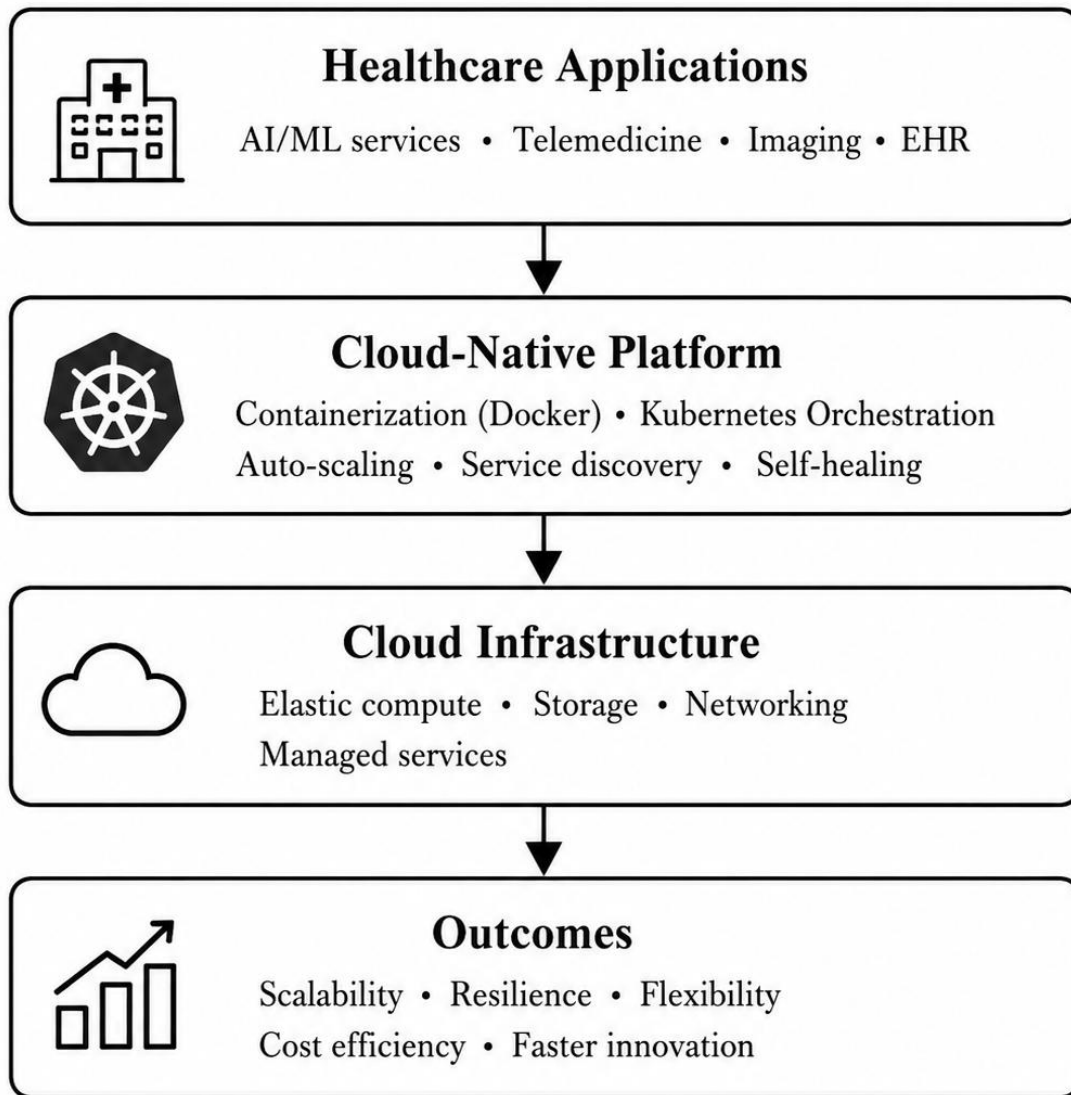 Healthcare Applications
AI/ML services • Telemedicine • Imaging • EHR
Cloud-Native Platform
Containerization (Docker) • Kubernetes Orchestration
Auto-scaling • Service discovery • Self-healing
Cloud Infrastructure
Elastic compute • Storage • Networking
Managed services
Outcomes
Scalability • Resilience • Flexibility
Cost efficiency • Faster innovation